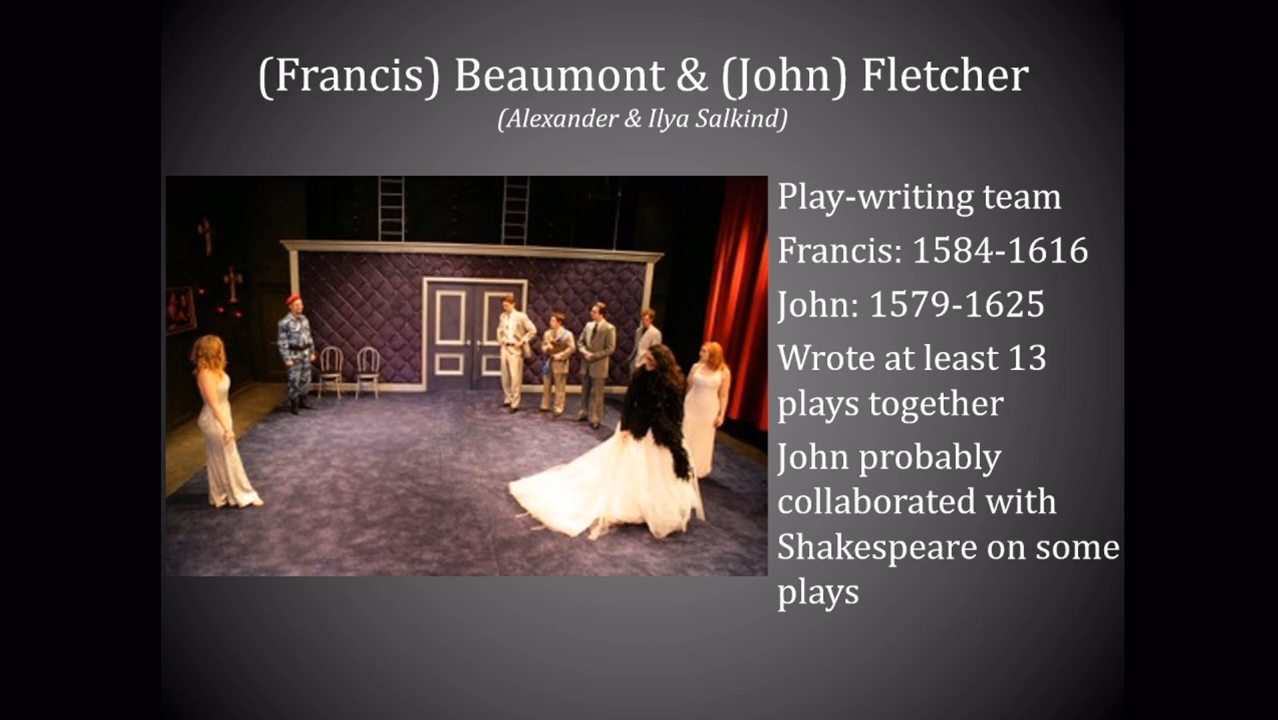 (Francis) Beaumont & (John) Fletcher
(Alexander & Ilya Salkind)
Play-writing team
Francis: 1584-1616
John: 1579-1625
Wrote at least 13
plays together
John probably
collaborated with
Shakespeare on some
plays